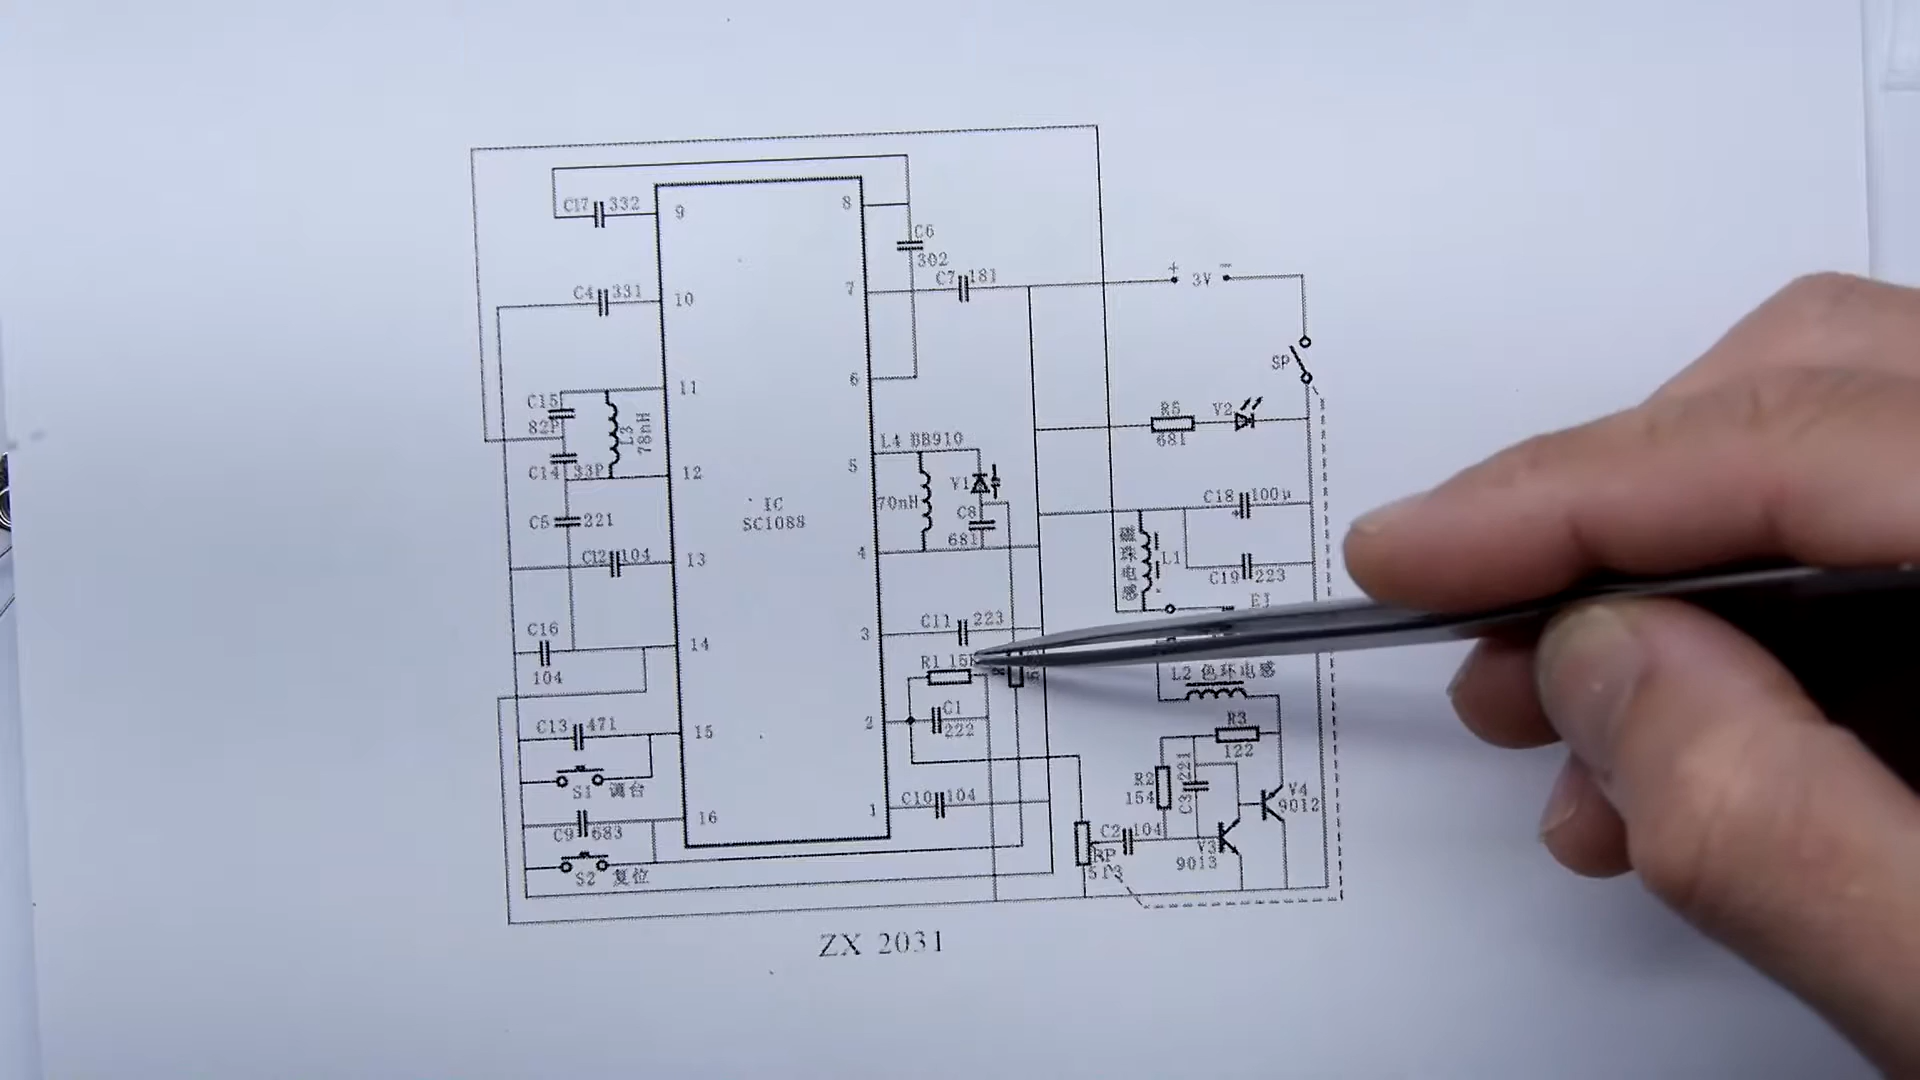 C17 332
9
8
C6
302
C4 331
10
7
C7 181
+ 3V -
SP
6
11
C15
82P
L3
78nH
C14 33P
12
R5
681
V2
L4 BB910
5
70nH
V1
C8
681
4
IC
SC1088
C5 221
C12 104
13
C18 100μ
+
磁珠电感
L1
C19 223
EJ
C16
104
14
C11 223
3
R1 15
L2 色环电感
C13 471
15
S1 调台
C1
222
2
R3
122
R2
154
C3 221
V4
9012
C9 683
16
S2 复位
C10 104
1
RP
513
C2 104
V3
9013
ZX 2031